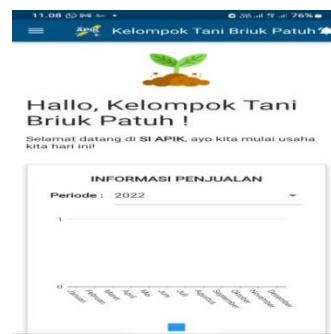 11.08
76%
APIK Kelompok Tani Briuk Patuh
Hallo, Kelompok Tani
Briuk Patuh !
Selamat datang di SI APIK, ayo kita mulai usaha
kita hari ini!
INFORMASI PENJUALAN
Periode : 2022
1
0
Januari Februari Maret April Mei Juni Juli Agustus September Oktober November Desember